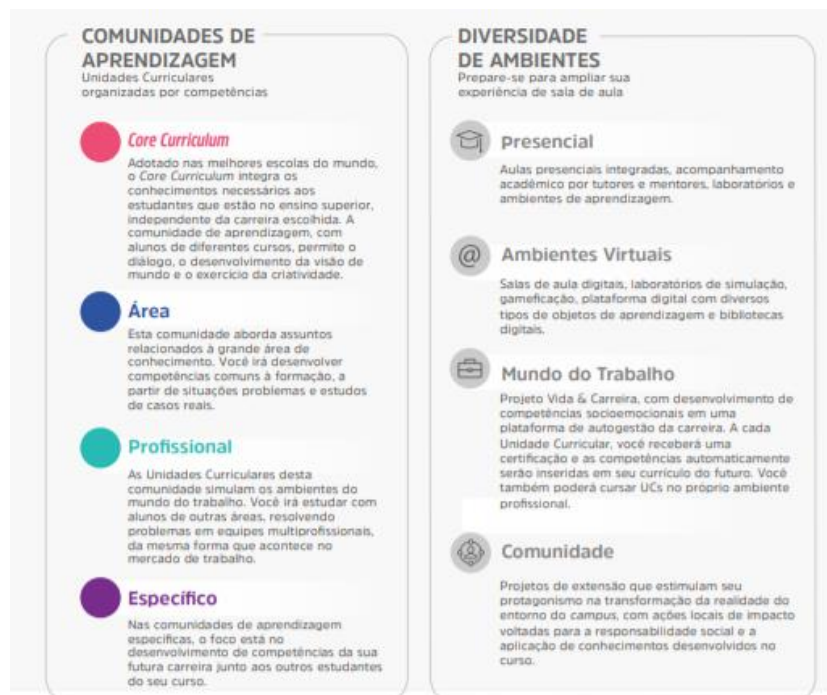 COMUNIDADES DE
APRENDIZAGEM
Unidades Curriculares
organizadas por competências
Core Curriculum
Adotado nas melhores escolas do mundo,
o Core Curriculum integra os
conhecimentos necessários aos
estudantes que estão no ensino superior,
independente da carreira escolhida. A
comunidade de aprendizagem, com
alunos de diferentes cursos, permite o
diálogo, o desenvolvimento da visão de
mundo e o exercício da criatividade.
Área
Esta comunidade aborda assuntos
relacionados à grande área de
conhecimento. Você irá desenvolver
competências comuns à formação, a
partir de situações problemas e estudos
de casos reais.
Profissional
As Unidades Curriculares desta
comunidade simulam os ambientes do
mundo do trabalho. Você irá estudar com
alunos de outras áreas, resolvendo
problemas em equipes multiprofissionais,
da mesma forma que acontece no
mercado de trabalho.
Específico
Nas comunidades de aprendizagem
específicas, o foco está no
desenvolvimento de competências da sua
futura carreira junto aos outros estudantes
do seu curso.
DIVERSIDADE
DE AMBIENTES
Prepare-se para ampliar sua
experiência de sala de aula
Presencial
Aulas presenciais integradas, acompanhamento
acadêmico por tutores e mentores, laboratórios e
ambientes de aprendizagem.
@ Ambientes Virtuais
Salas de aula digitais, laboratórios de simulação,
gameficação, plataforma digital com diversos
tipos de objetos de aprendizagem e bibliotecas
digitais.
Mundo do Trabalho
Projeto Vida & Carreira, com desenvolvimento de
competências socioemocionais em uma
plataforma de autogestão da carreira. A cada
Unidade Curricular, você receberá uma
certificação e as competências automaticamente
serão inseridas em seu currículo do futuro. Você
também poderá cursar UCs no próprio ambiente
profissional.
Comunidade
Projetos de extensão que estimulam seu
protagonismo na transformação da realidade do
entorno do campus, com ações locais de impacto
voltadas para a responsabilidade social e a
aplicação de conhecimentos desenvolvidos no
curso.